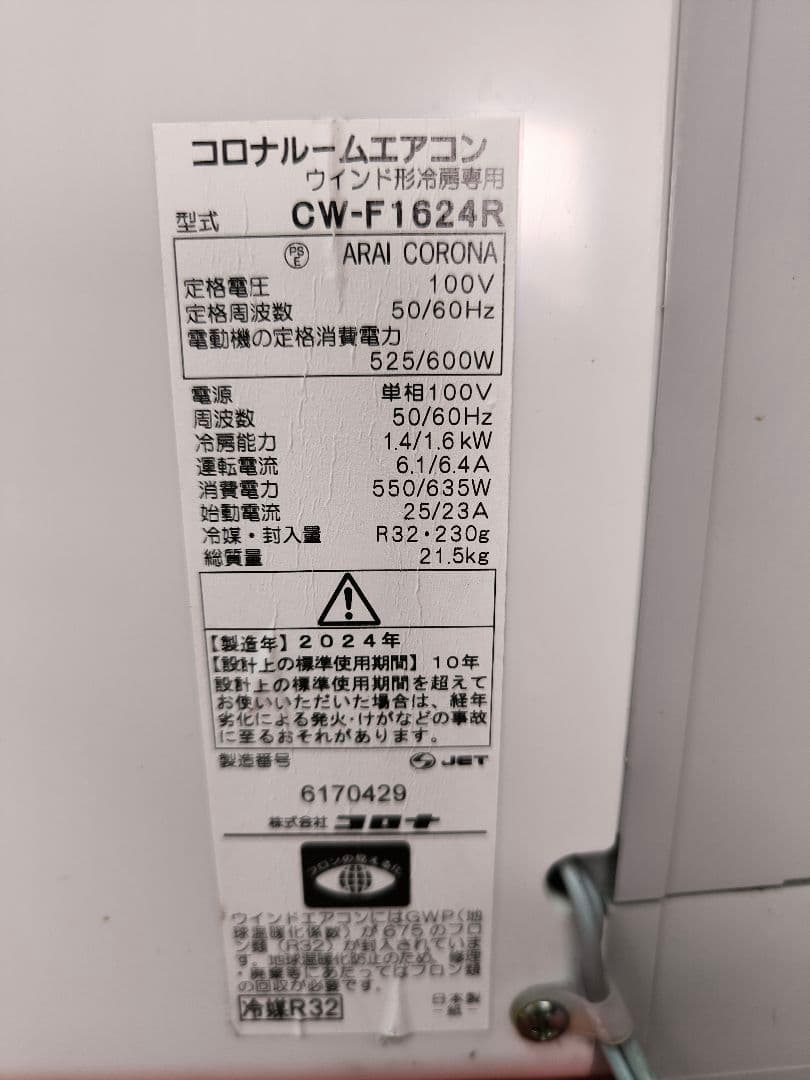 コロナルームエアコン
ウインド形冷房専用
型式 CW-F1624R
PS E ARAI CORONA
定格電圧 100V
定格周波数 50/60Hz
電動機の定格消費電力
525/600W
電源 単相100V
周波数 50/60Hz
冷房能力 1.4/1.6kW
運転電流 6.1/6.4A
消費電力 550/635W
始動電流 25/23A
冷媒・封入量 R32・230g
総質量 21.5kg
【製造年】2024年
【設計上の標準使用期間】10年
設計上の標準使用期間を超えて
お使いいただいた場合は、経年
劣化による発火・けがなどの事故
に至るおそれがあります。
製造番号 JET
6170429
株式会社 コロナ
フロンの見える化
ウインドエアコンにはGWP(地
球温暖化係数)が675のフロ
ン類(R32)が封入されていま
す。地球温暖化防止のため、修理
・廃棄等にあたってはフロン類
の回収が必要です。
冷媒R32 日本製
一紙一